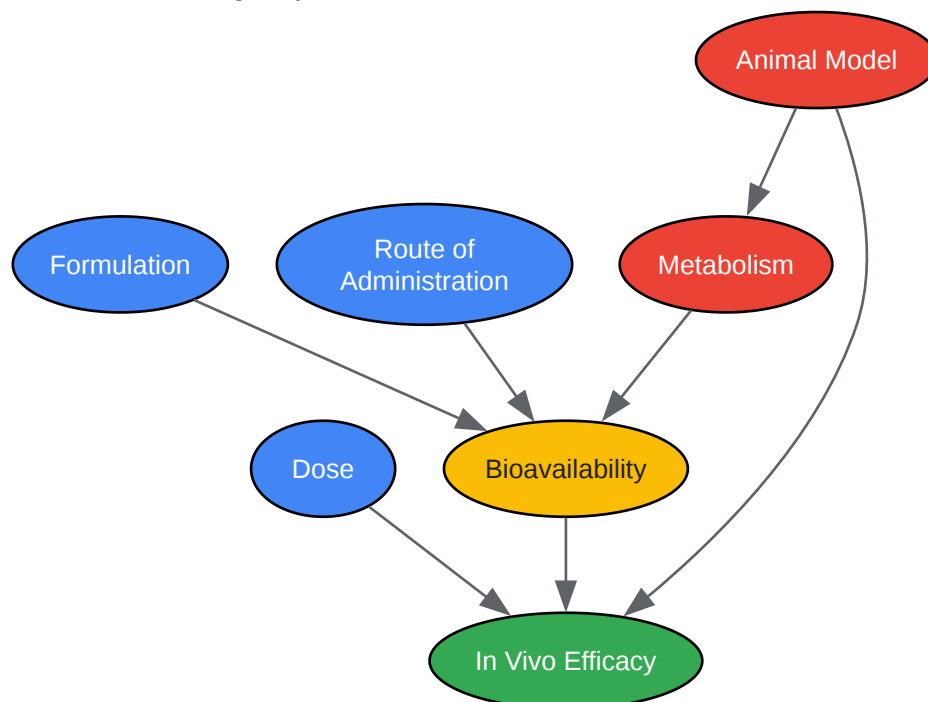 Animal Model
Formulation
Route of
Administration
Metabolism
Dose
Bioavailability
In Vivo Efficacy